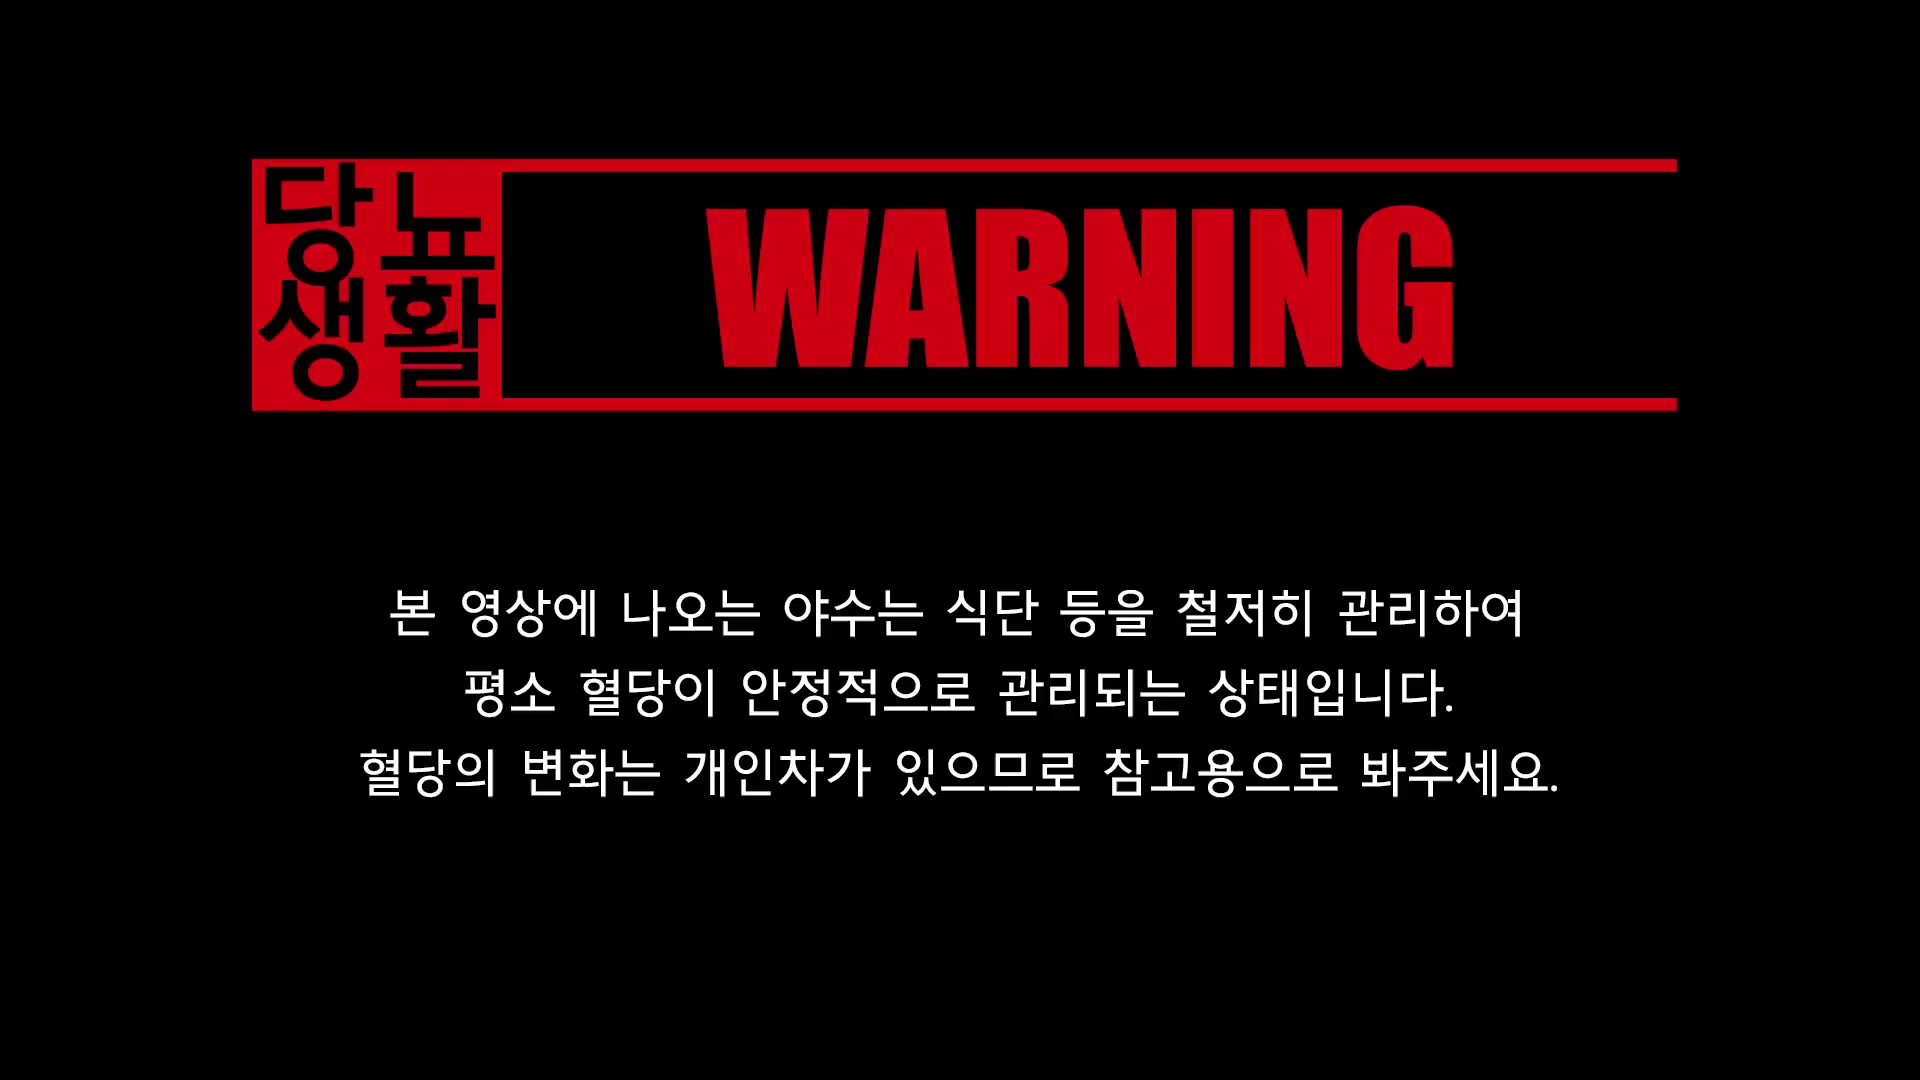 당뇨
생활
WARNING
본 영상에 나오는 야수는 식단 등을 철저히 관리하여
평소 혈당이 안정적으로 관리되는 상태입니다.
혈당의 변화는 개인차가 있으므로 참고용으로 봐주세요.